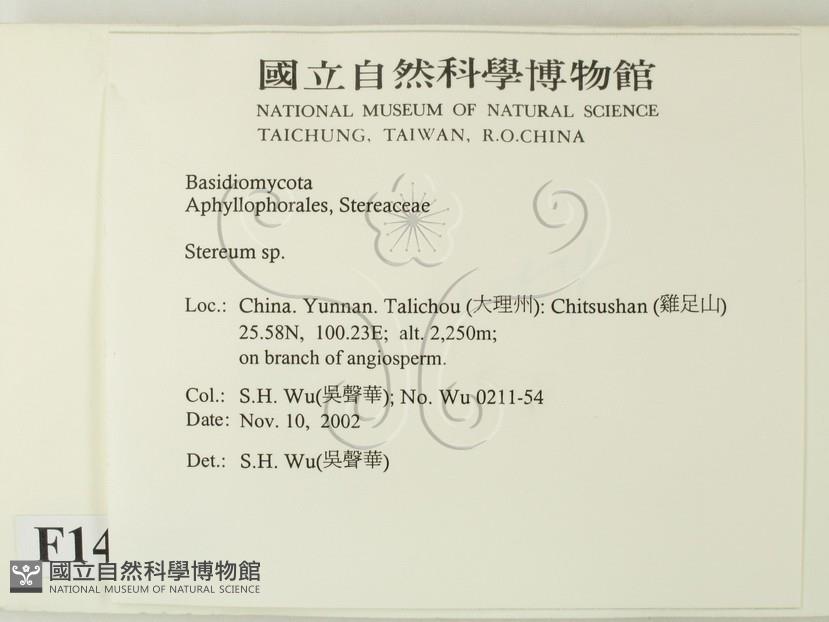 國立自然科學博物館
NATIONAL MUSEUM OF NATURAL SCIENCE
TAICHUNG, TAIWAN, R.O.CHINA
Basidiomycota
Aphyllophorales, Stereaceae
Stereum sp.
Loc.: China. Yunnan. Talichou (大理州): Chitsushan (雞足山)
25.58N, 100.23E; alt. 2,250m;
on branch of angiosperm.
Col.: S.H. Wu(吳聲華); No. Wu 0211-54
Date: Nov. 10, 2002
Det.: S.H. Wu(吳聲華)
F14
國立自然科學博物館
NATIONAL MUSEUM OF NATURAL SCIENCE